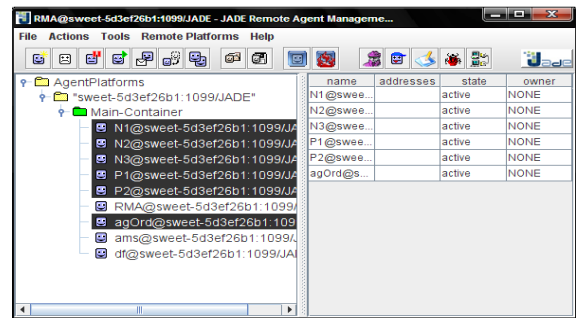 RMA@sweet-5d3ef26b1:1099/JADE - JADE Remote Agent Manageme...
File Actions Tools Remote Platforms Help
Jade
AgentPlatforms
"sweet-5d3ef26b1:1099/JADE"
Main-Container
N1@sweet-5d3ef26b1:1099/JA
N2@sweet-5d3ef26b1:1099/JA
N3@sweet-5d3ef26b1:1099/JA
P1@sweet-5d3ef26b1:1099/JA
P2@sweet-5d3ef26b1:1099/JA
RMA@sweet-5d3ef26b1:1099/
agOrd@sweet-5d3ef26b1:109
ams@sweet-5d3ef26b1:1099/J
df@sweet-5d3ef26b1:1099/JAI
name addresses state owner
N1@swee... active NONE
N2@swee... active NONE
N3@swee... active NONE
P1@swee... active NONE
P2@swee... active NONE
agOrd@s... active NONE